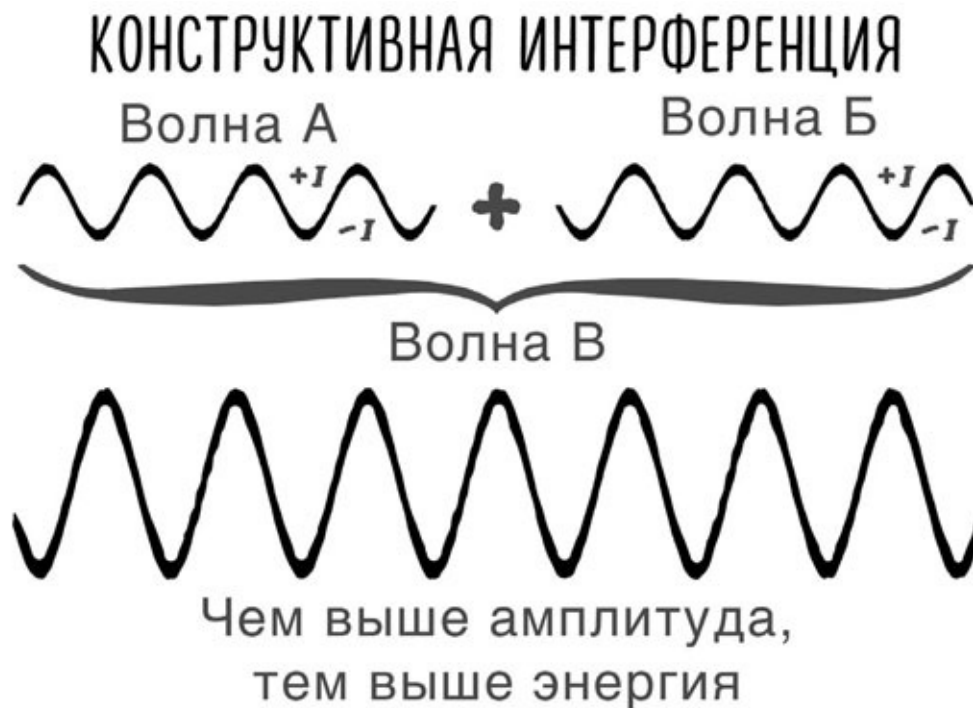 КОНСТРУКТИВНАЯ ИНТЕРФЕРЕНЦИЯ
Волна А
Волна Б
+I
-I
+
+I
-I
Волна В
Чем выше амплитуда,
тем выше энергия